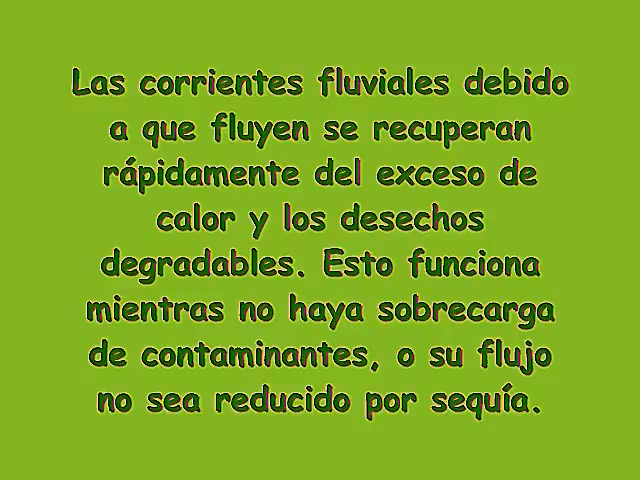 Las corrientes fluviales debido
a que fluyen se recuperan
rápidamente del exceso de
calor y los desechos
degradables. Esto funciona
mientras no haya sobrecarga
de contaminantes, o su flujo
no sea reducido por sequía.